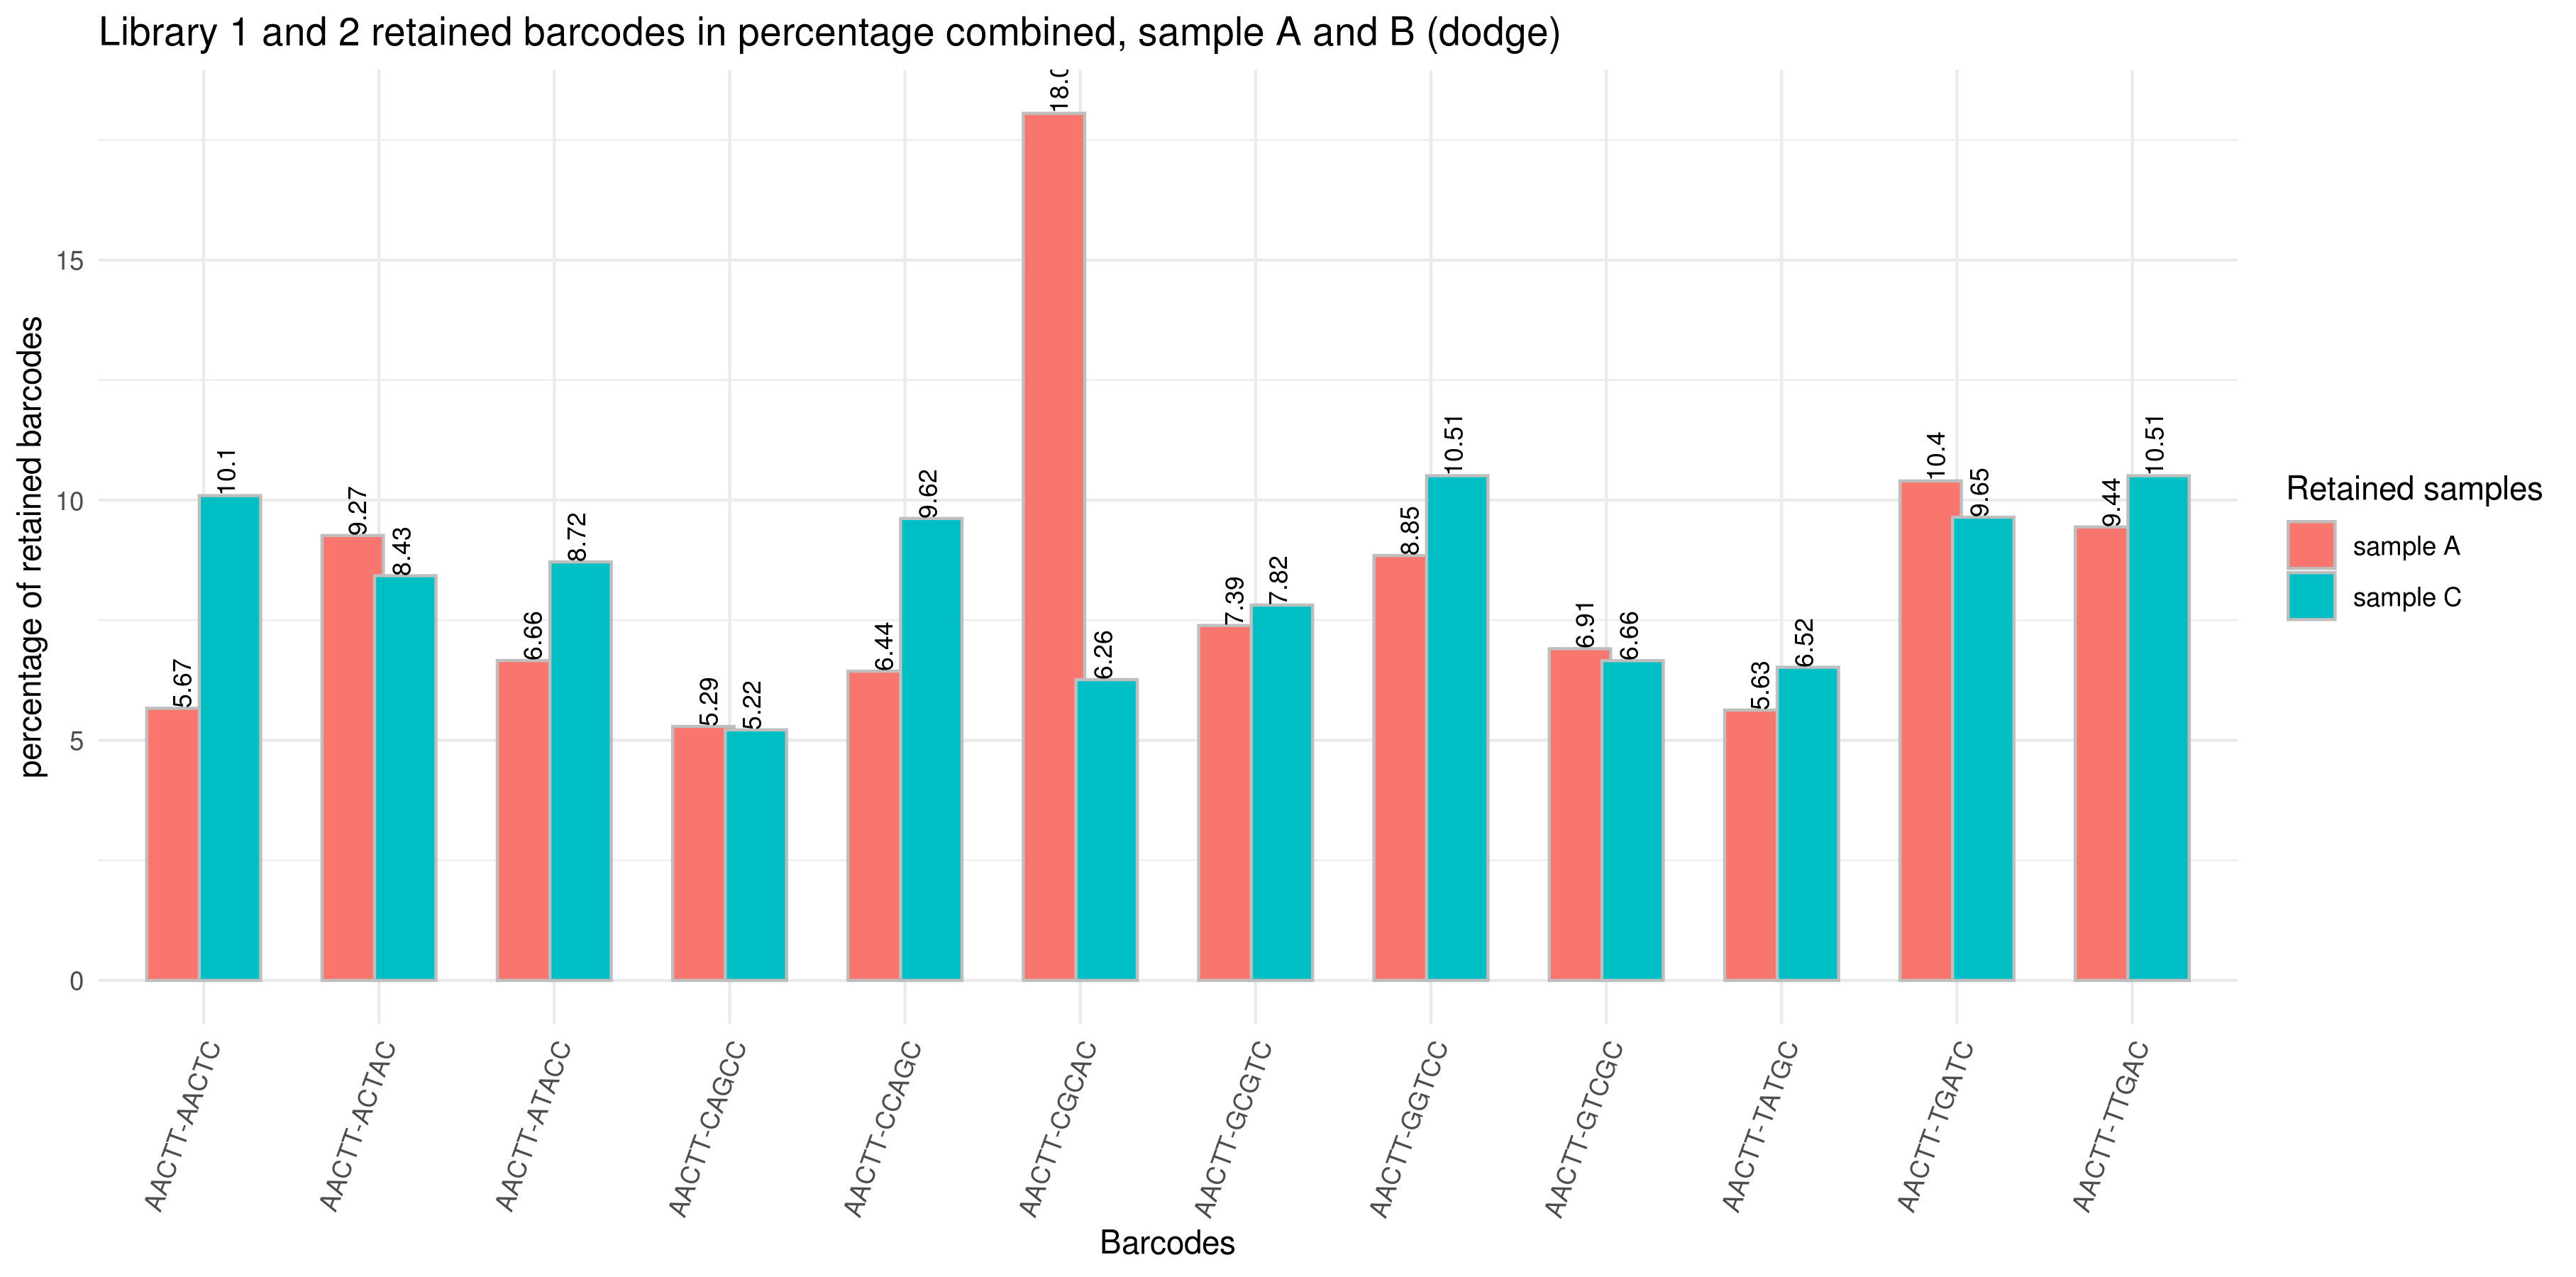 Library 1 and 2 retained barcodes in percentage combined, sample A and B (dodge)
percentage of retained barcodes
15
10
5
0
5.67
10.1
9.27
8.43
6.66
8.72
5.29
5.22
6.44
9.62
6.26
7.39
7.82
8.85
10.51
6.91
6.66
5.63
6.52
10.4
9.65
9.44
10.51
AACTT-AACTC
AACTT-ACTAC
AACTT-ATACC
AACTT-CAGCC
AACTT-CCAGC
AACTT-CGCAC
AACTT-GCGTC
AACTT-GGTCC
AACTT-GTCGC
AACTT-TATGC
AACTT-TGATC
AACTT-TTGAC
Barcodes
Retained samples
sample A
sample C